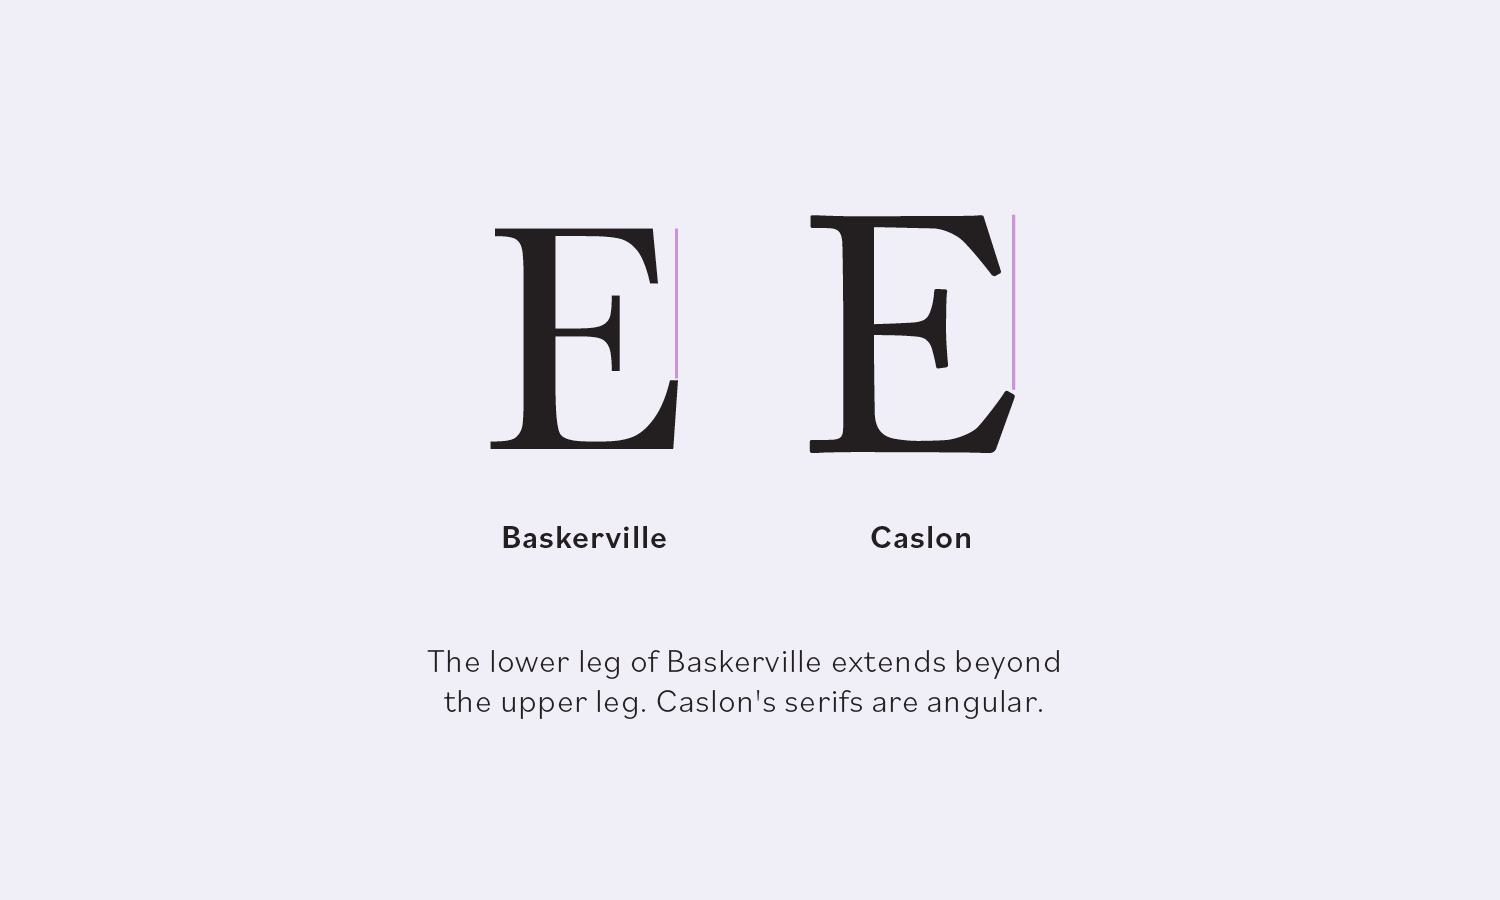 E E
Baskerville Caslon
The lower leg of Baskerville extends beyond
the upper leg. Caslon's serifs are angular.